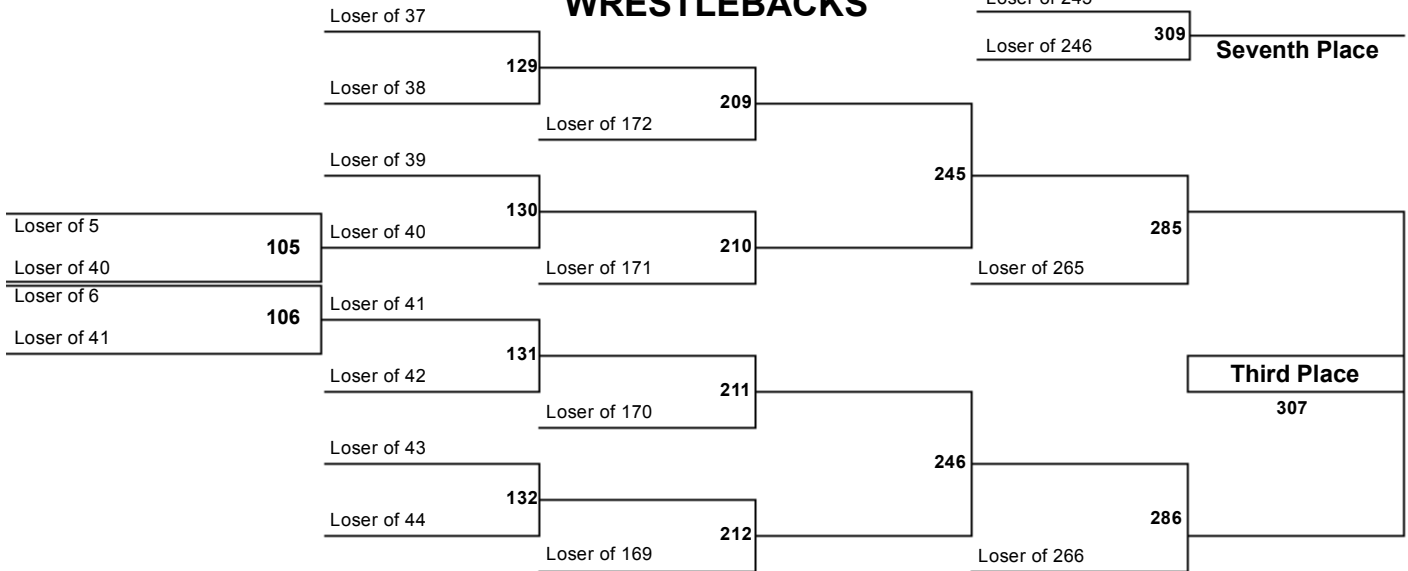 WRESTLEBACKS
Loser of 37
129
Loser of 38
209
Loser of 172
Loser of 39
130
Loser of 40
210
Loser of 171
245
Loser of 5
105
Loser of 40
Loser of 6
106
Loser of 41
Loser of 41
131
Loser of 42
211
Loser of 170
Loser of 43
132
Loser of 44
212
Loser of 169
246
285
Loser of 265
286
Loser of 266
Loser of 245
309
Loser of 246
Seventh Place
Third Place
307